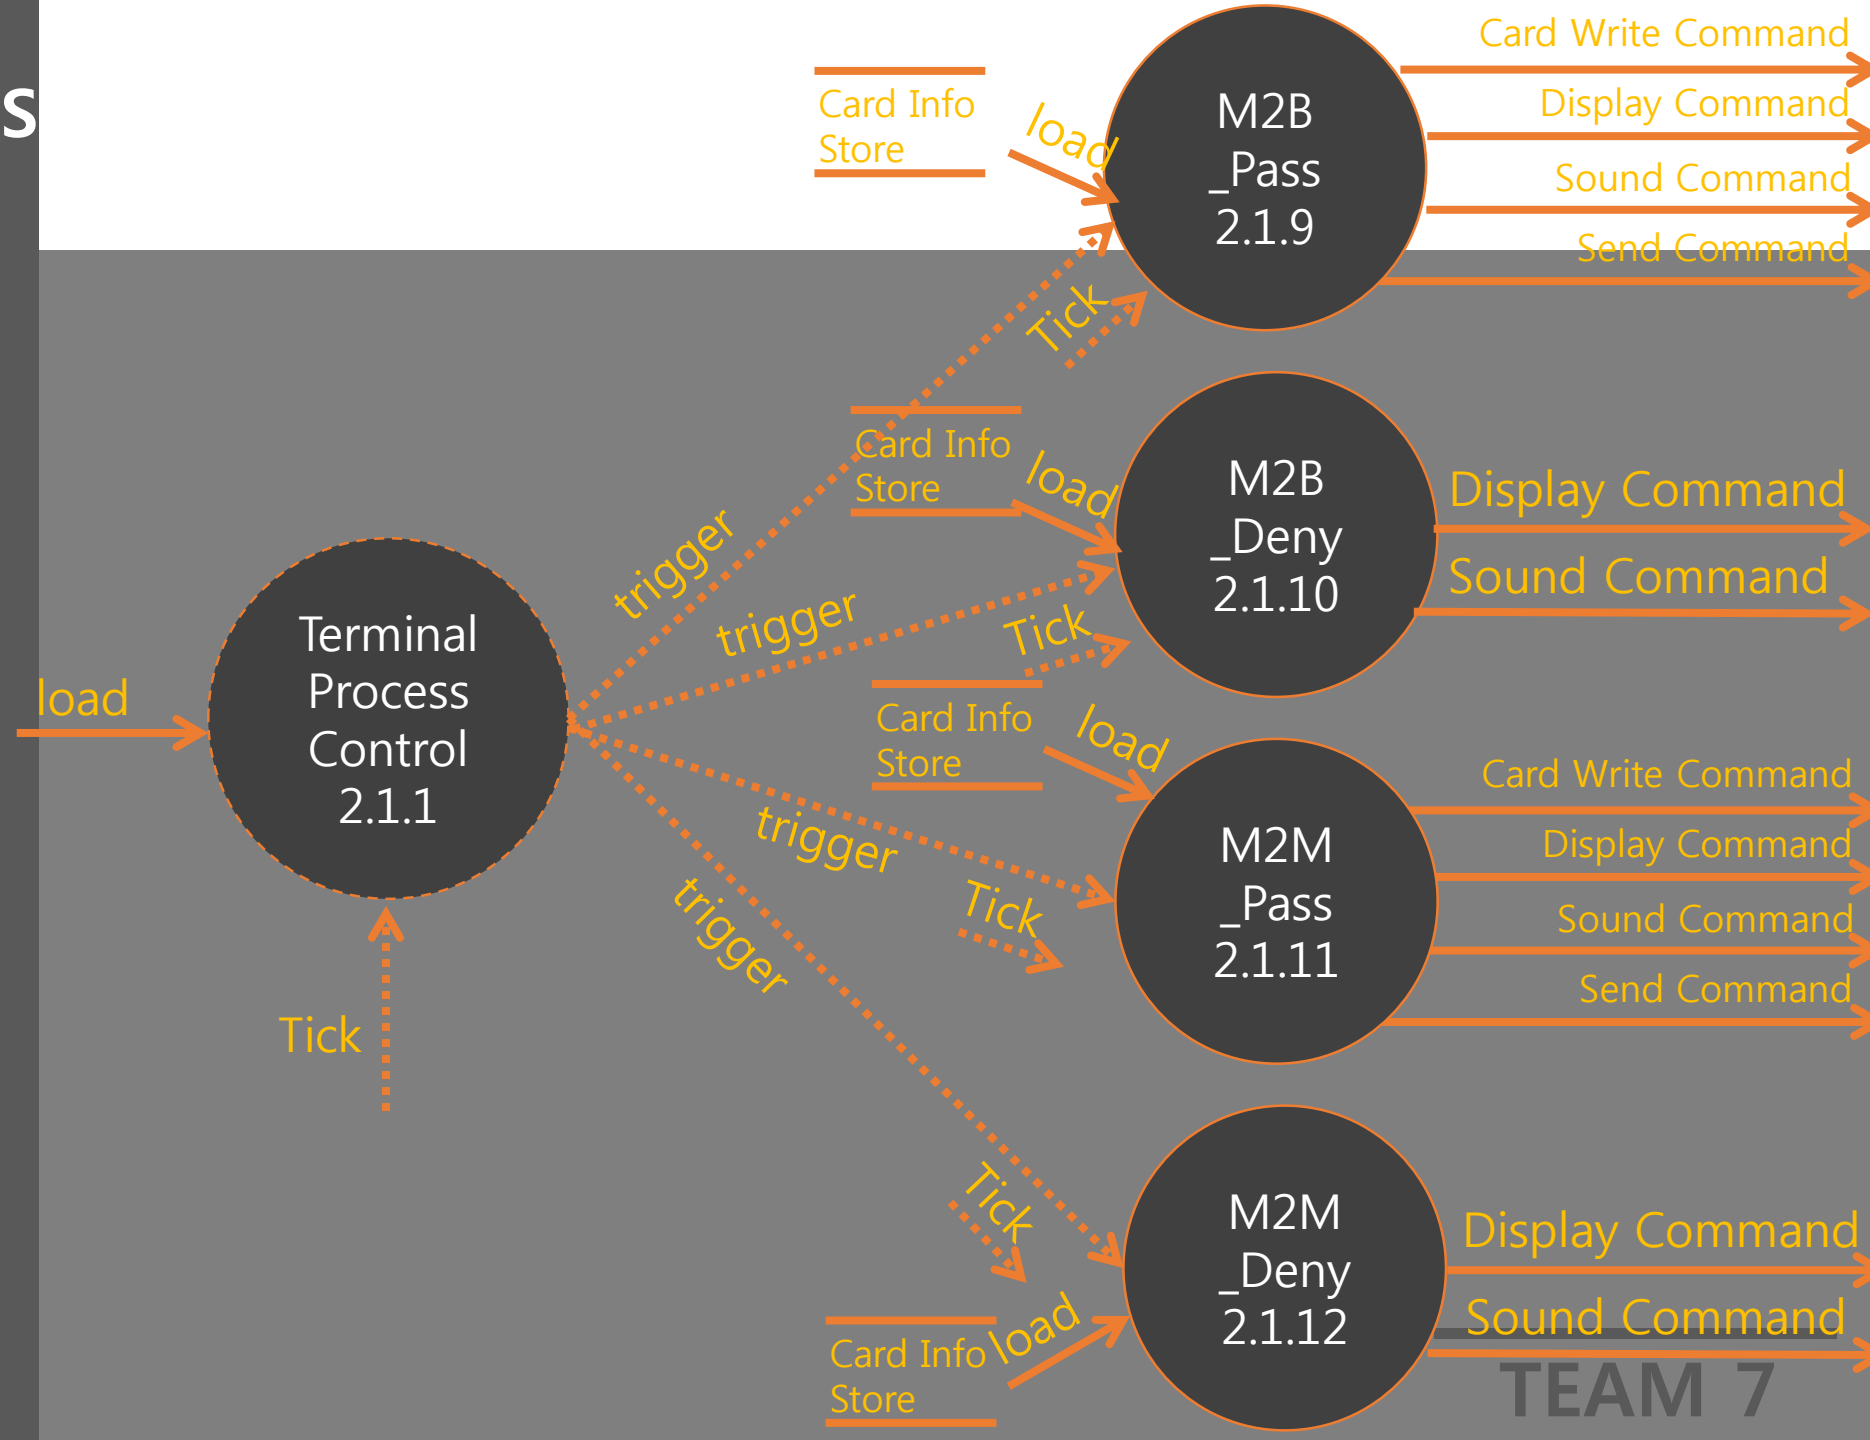 S
Card Info
Store
load
M2B
_Pass
2.1.9
Card Write Command
Display Command
Sound Command
Send Command
Tick
trigger
Card Info
Store
load
M2B
_Deny
2.1.10
Display Command
Sound Command
trigger
Tick
load
Terminal
Process
Control
2.1.1
Tick
Card Info
Store
load
M2M
_Pass
2.1.11
Card Write Command
Display Command
Sound Command
Send Command
trigger
Tick
trigger
Tick
Card Info
Store
load
M2M
_Deny
2.1.12
Display Command
Sound Command
TEAM 7